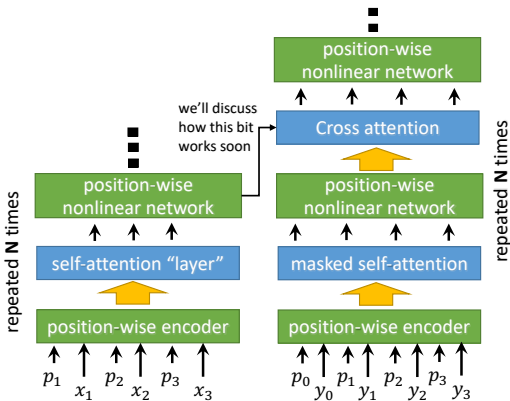 position-wise
nonlinear network
we'll discuss
how this bit
works soon
Cross attention
position-wise
nonlinear network
position-wise
nonlinear network
repeated N times
repeated N times
self-attention "layer"
masked self-attention
position-wise encoder
position-wise encoder
p₁ x₁ p₂ x₂ p₃ x₃
p₀ y₀ p₁ y₁ p₂ y₂ p₃ y₃